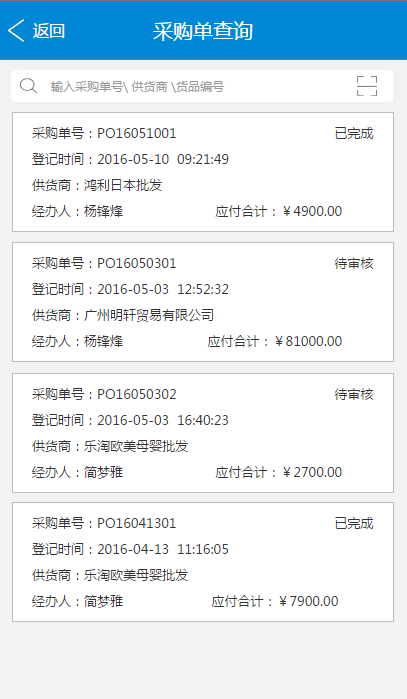 返回
采购单查询
输入采购单号\ 供货商 \货品编号
采购单号：PO16051001 已完成
登记时间：2016-05-10 09:21:49
供货商：鸿利日本批发
经办人：杨锋烽 应付合计：￥4900.00
采购单号：PO16050301 待审核
登记时间：2016-05-03 12:52:32
供货商：广州明轩贸易有限公司
经办人：杨锋烽 应付合计：￥81000.00
采购单号：PO16050302 待审核
登记时间：2016-05-03 16:40:23
供货商：乐淘欧美母婴批发
经办人：简梦雅 应付合计：￥2700.00
采购单号：PO16041301 已完成
登记时间：2016-04-13 11:16:05
供货商：乐淘欧美母婴批发
经办人：简梦雅 应付合计：￥7900.00